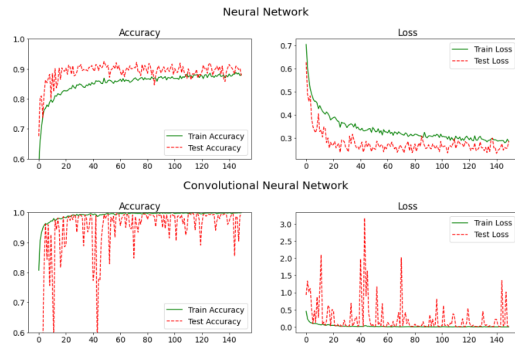 Neural Network
Accuracy
Loss
1.0
0.9
0.8
0.7
0.6
0 20 40 60 80 100 120 140
Train Accuracy
Test Accuracy
0.7
0.6
0.5
0.4
0.3
0 20 40 60 80 100 120 140
Train Loss
Test Loss
Convolutional Neural Network
Accuracy
Loss
1.0
0.9
0.8
0.7
0.6
0 20 40 60 80 100 120 140
Train Accuracy
Test Accuracy
3.0
2.5
2.0
1.5
1.0
0.5
0.0
0 20 40 60 80 100 120 140
Train Loss
Test Loss